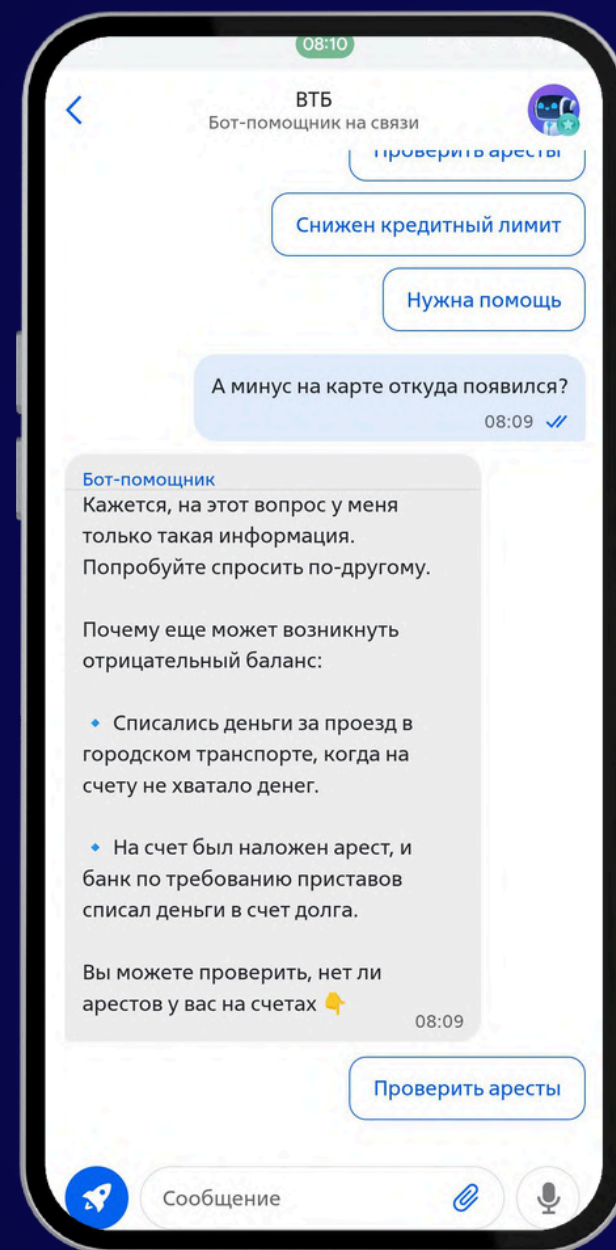 08:10
ВТБ
Бот-помощник на связи
Проверить аресты
Снижен кредитный лимит
Нужна помощь
А минус на карте откуда появился?
08:09
Бот-помощник
Кажется, на этот вопрос у меня
только такая информация.
Попробуйте спросить по-другому.
Почему еще может возникнуть
отрицательный баланс:
🔹 Списались деньги за проезд в
городском транспорте, когда на
счету не хватало денег.
🔹 На счет был наложен арест, и
банк по требованию приставов
списал деньги в счет долга.
Вы можете проверить, нет ли
арестов у вас на счетах 👇
08:09
Проверить аресты
Сообщение